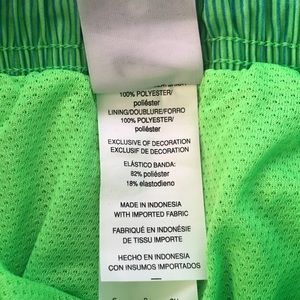 100% POLYESTER/
poliéster
LINING/DOUBLURE/FORRO
100% POLYESTER/
poliéster
EXCLUSIVE OF DECORATION
EXCLUSIF DE DECORATION
ELÁSTICO BANDA:
82% poliéster
18% elastodieno
MADE IN INDONESIA
WITH IMPORTED FABRIC
FABRIQUÉ EN INDONÉSIE
DE TISSU IMPORTÉ
HECHO EN INDONESIA
CON INSUMOS IMPORTADOS